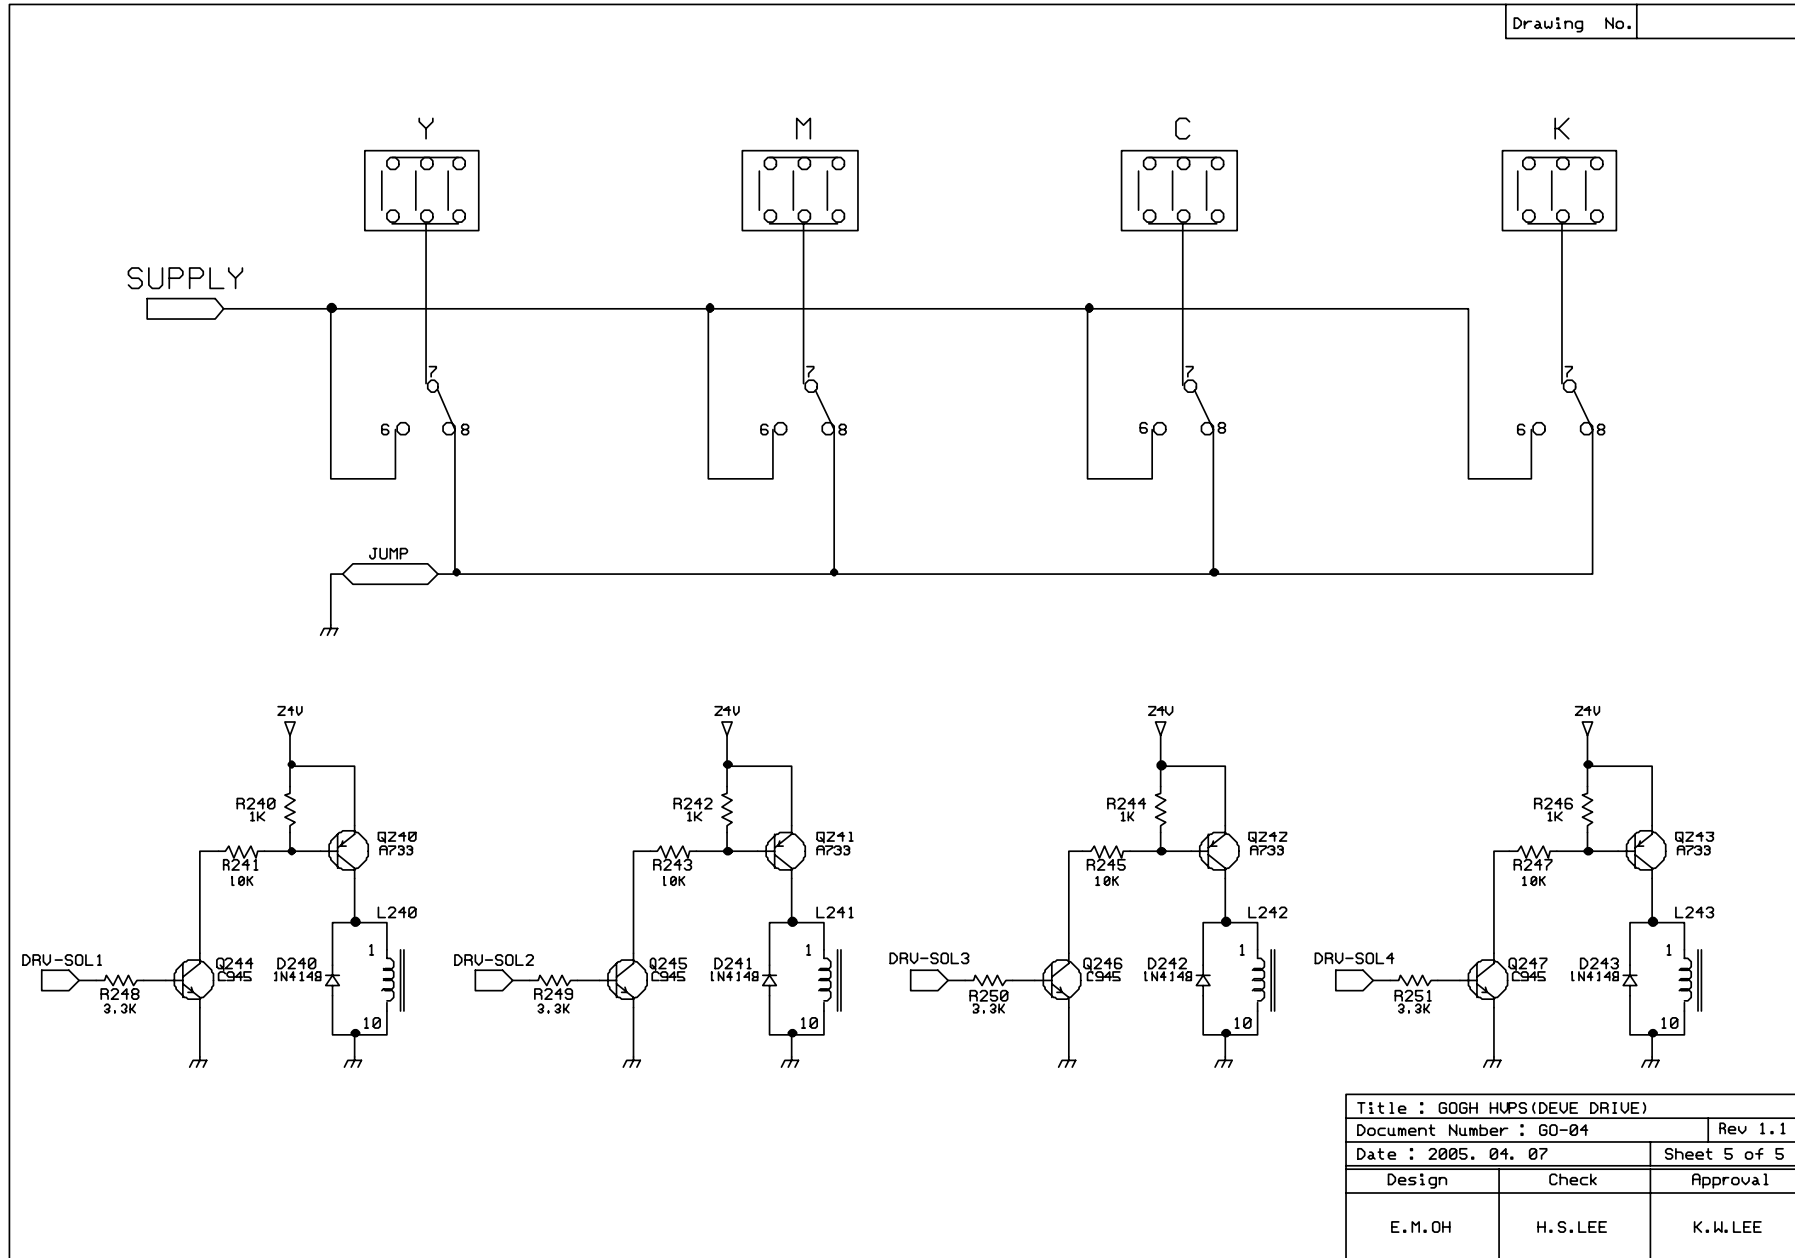 Drawing No.
Y M C K
SUPPLY
7 7 7 7
6 8 6 8 6 8 6 8
JUMP
24V 24V 24V 24V
R240 R242 R244 R246
1K 1K 1K 1K
Q240 Q241 Q242 Q243
A733 A733 A733 A733
R241 R243 R245 R247
10K 10K 10K 10K
L240 L241 L242 L243
1 1 1 1
DRV-SOL1 DRV-SOL2 DRV-SOL3 DRV-SOL4
Q244 D240 Q245 D241 Q246 D242 Q247 D243
C945 1N4148 C945 1N4148 C945 1N4148 C945 1N4148
R248 R249 R250 R251
3.3K 3.3K 3.3K 3.3K
10 10 10 10
Title : GOGH HVPS(DEVE DRIVE)
Document Number : GO-04 Rev 1.1
Date : 2005. 04. 07 Sheet 5 of 5
Design Check Approval
E.M.OH H.S.LEE K.W.LEE